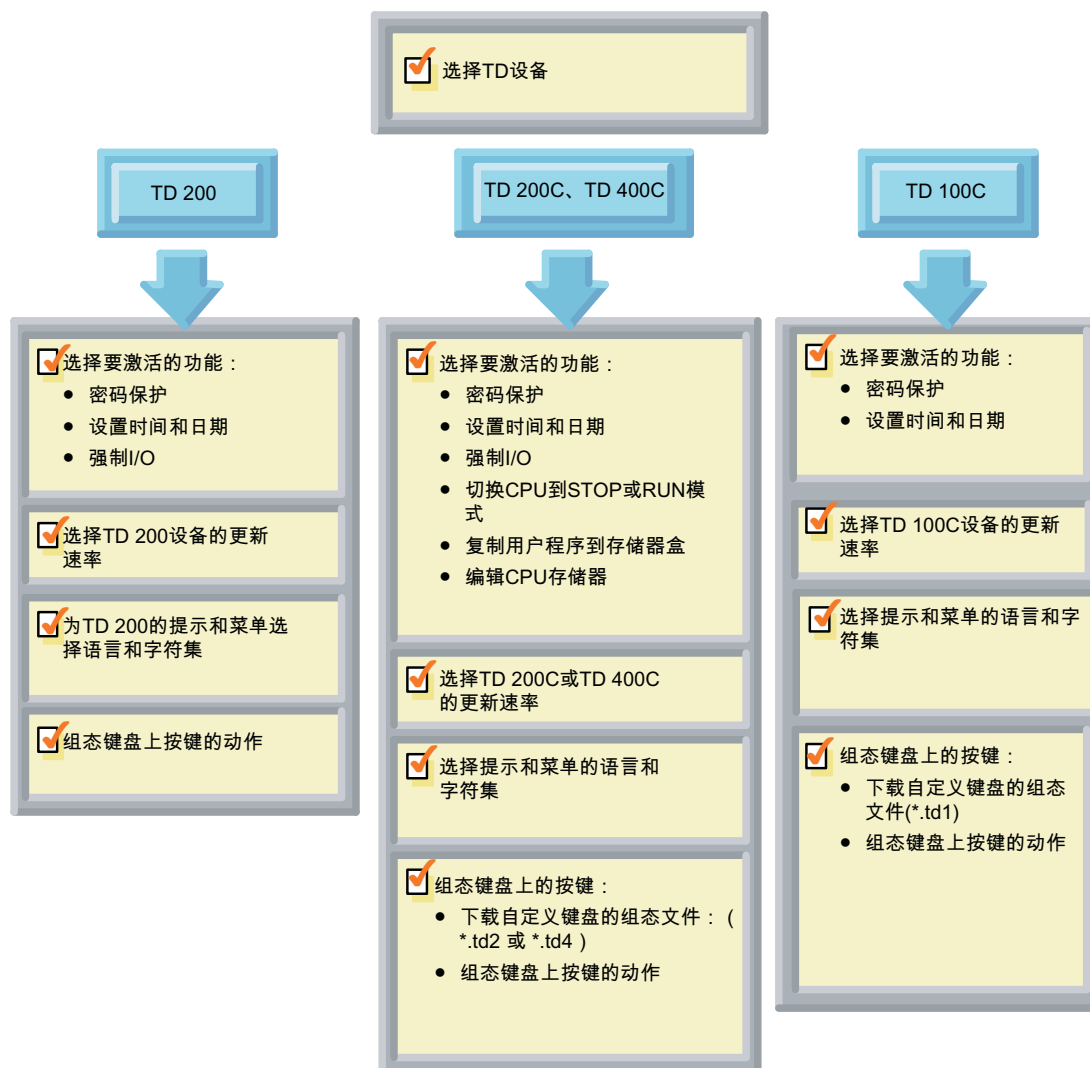 选择TD设备
TD 200
选择要激活的功能：
● 密码保护
● 设置时间和日期
● 强制I/O
选择TD 200设备的更新
速率
为TD 200的提示和菜单选
择语言和字符集
组态键盘上按键的动作
TD 200C、TD 400C
选择要激活的功能：
● 密码保护
● 设置时间和日期
● 强制I/O
● 切换CPU到STOP或RUN模
式
● 复制用户程序到存储器盒
● 编辑CPU存储器
选择TD 200C或TD 400C
的更新速率
选择提示和菜单的语言和
字符集
组态键盘上的按键：
● 下载自定义键盘的组态文件：（
*.td2 或 *.td4）
● 组态键盘上按键的动作
TD 100C
选择要激活的功能：
● 密码保护
● 设置时间和日期
选择TD 100C设备的更新
速率
选择提示和菜单的语言和字
符集
组态键盘上的按键：
● 下载自定义键盘的组态
文件(*.td1)
● 组态键盘上按键的动作